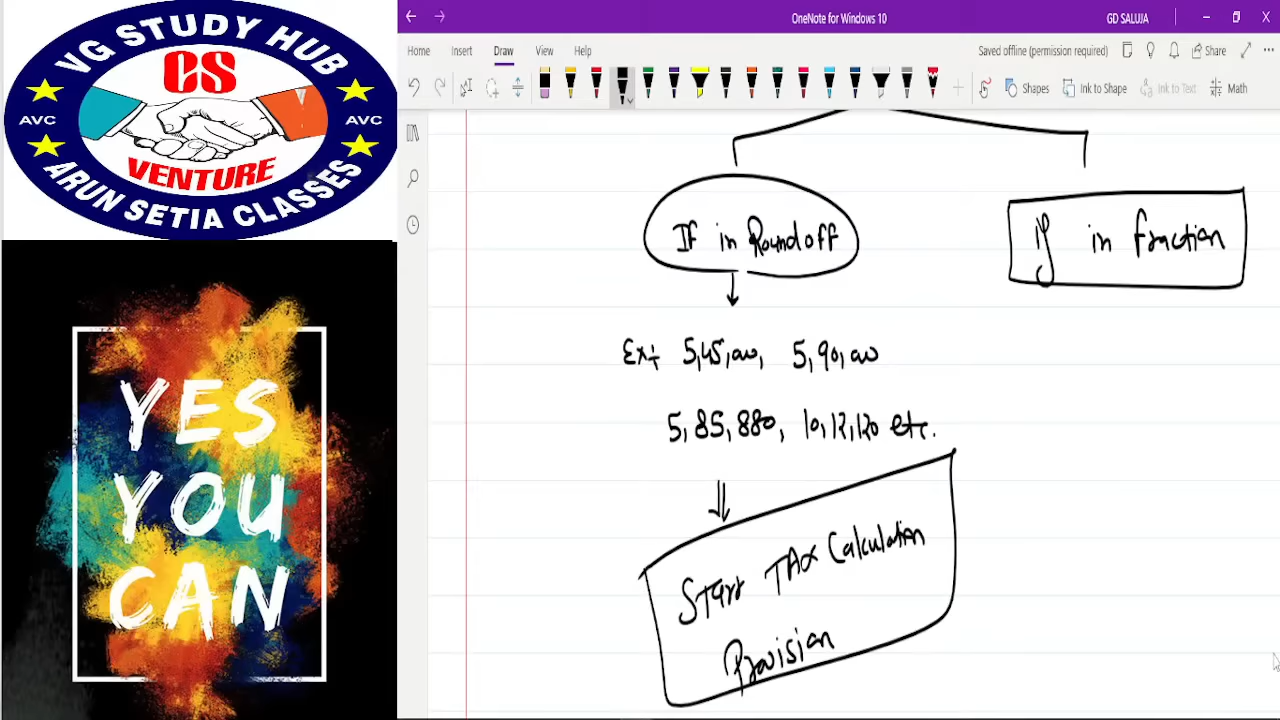 VG STUDY HUB
CS
AVC
AVC
VENTURE
ARUN SETIA CLASSES
YES
YOU
CAN
OneNote for Windows 10
GD SALUJA
Home Insert Draw View Help
Saved offline (permission required)
Share
Shapes
Ink to Shape
Ink to Text
Math
If in Roundoff
if in fraction
Ex:- 5,45,000, 5,90,000
5,85,880, 10,12,120 etc.
Start TAX Calculation
Provision